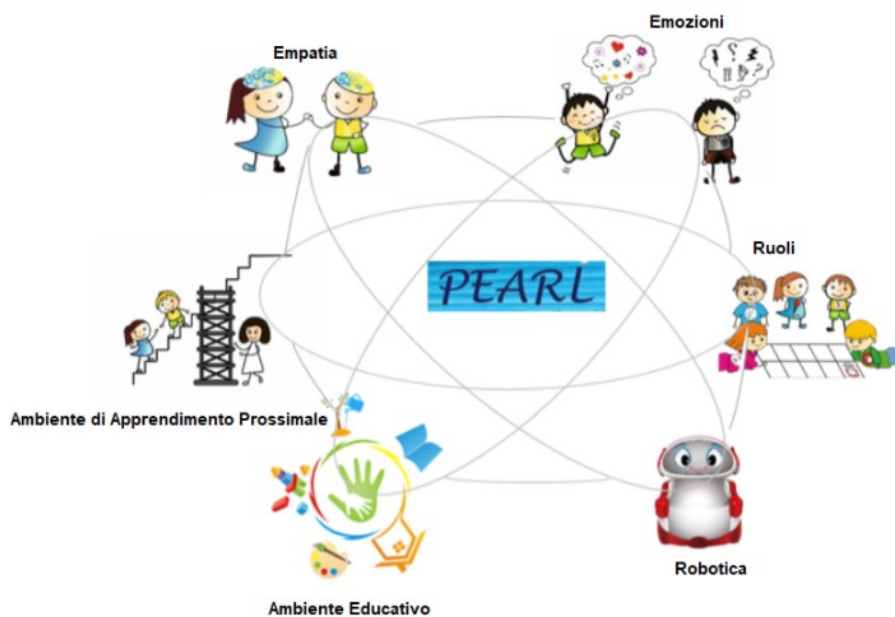 Emozioni
Empatia
PEARL
Ruoli
Ambiente di Apprendimento Prossimale
Robotica
Ambiente Educativo